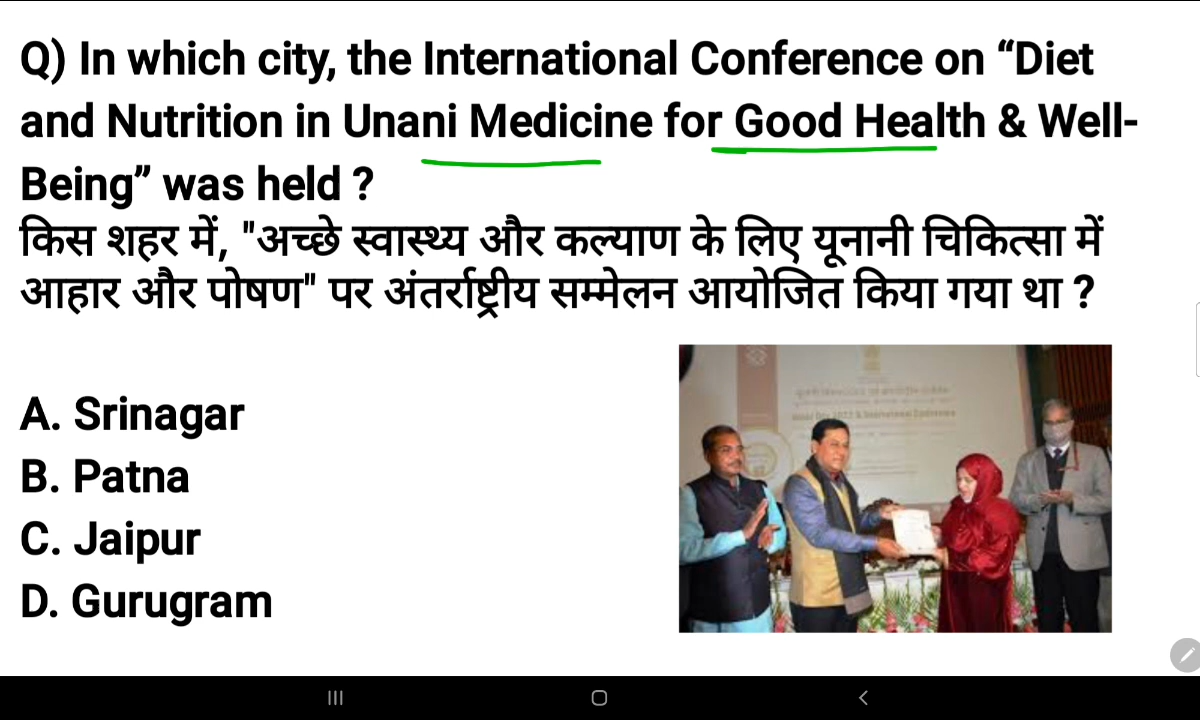 Q) In which city, the International Conference on “Diet
and Nutrition in Unani Medicine for Good Health & Well-
Being” was held ?
किस शहर में, "अच्छे स्वास्थ्य और कल्याण के लिए यूनानी चिकित्सा में
आहार और पोषण" पर अंतर्राष्ट्रीय सम्मेलन आयोजित किया गया था ?
A. Srinagar
B. Patna
C. Jaipur
D. Gurugram